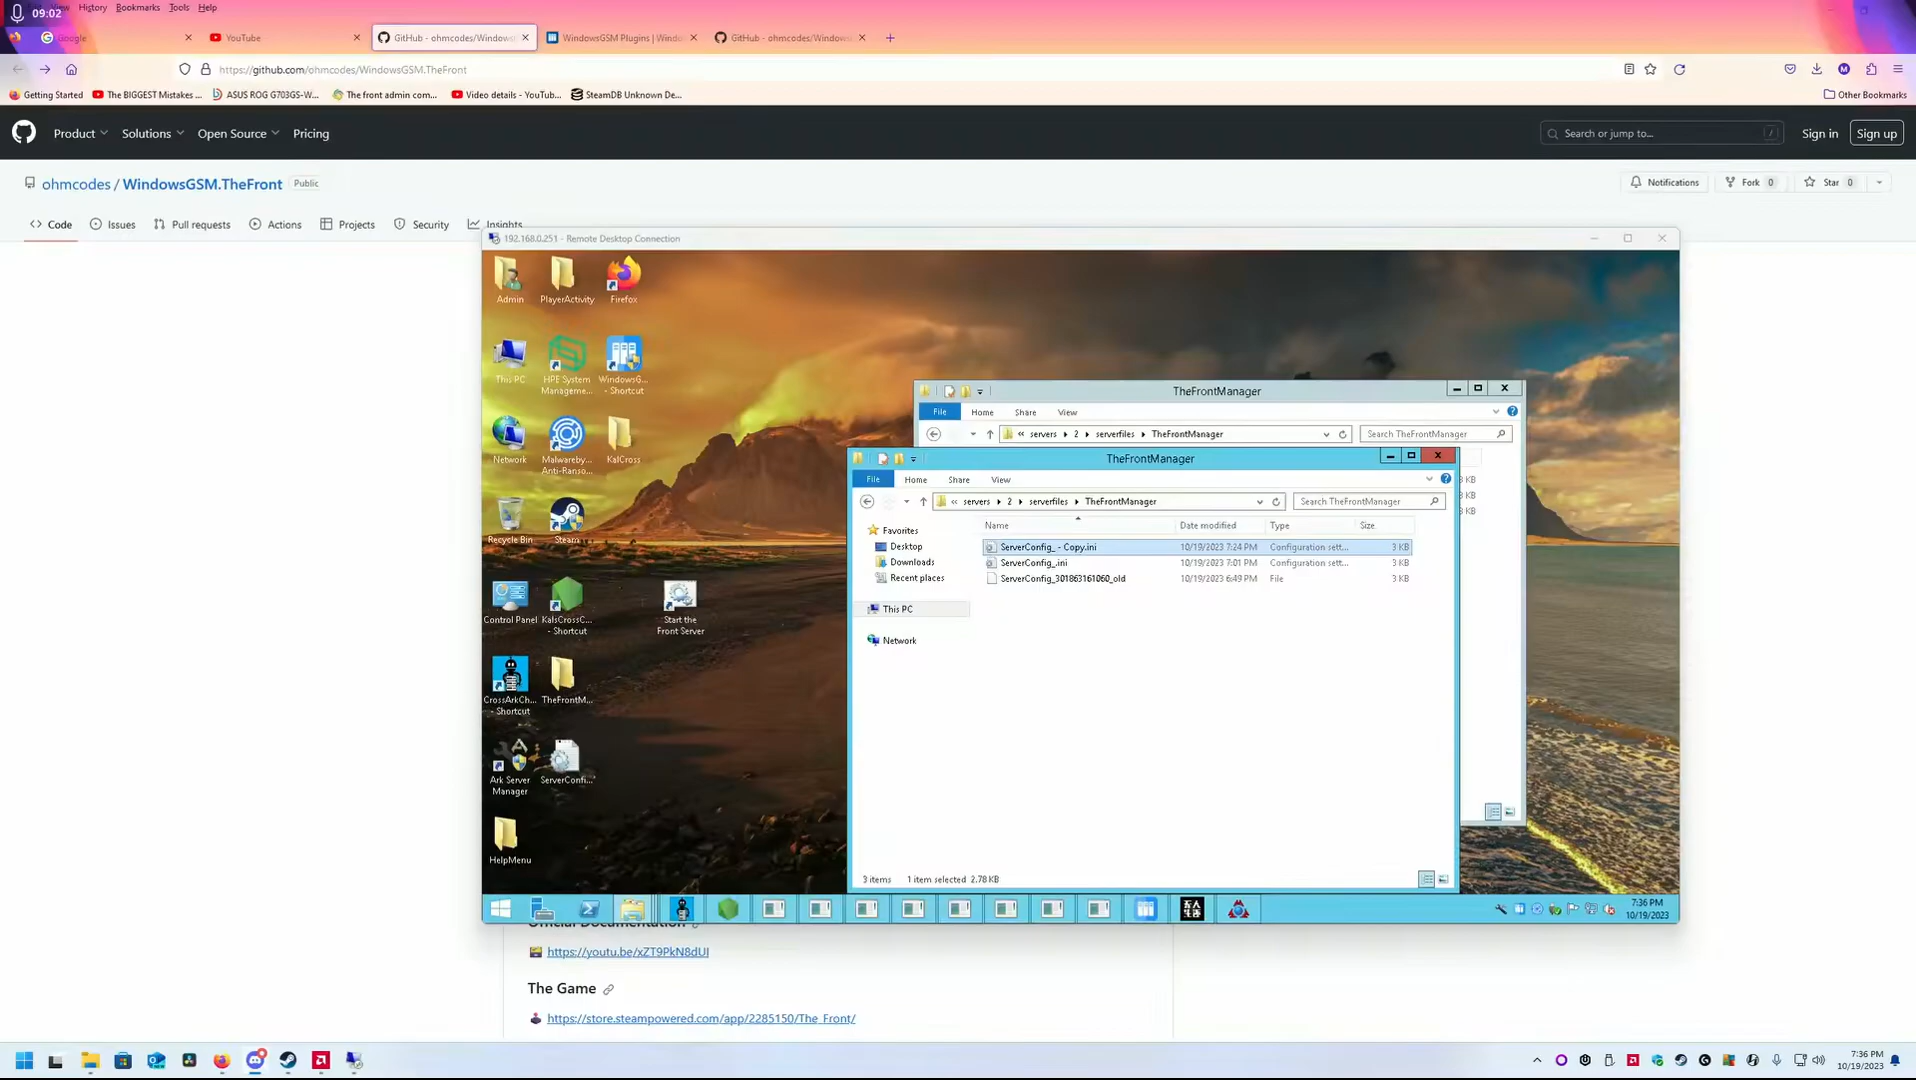 09:02
View
History
Bookmarks
Tools
Help
Google
YouTube
GitHub - ohmcodes/Windows
WindowsGSM Plugins | Wind
GitHub - ohmcodes/Windows
https://github.com/ohmcodes/WindowsGSM.TheFront
Getting Started
The BIGGEST Mistakes ...
ASUS ROG G703GS-W...
The front admin com...
Video details - YouTub...
SteamDB Unknown De...
Other Bookmarks
Product
Solutions
Open Source
Pricing
Search or jump to...
/
Sign in
Sign up
ohmcodes / WindowsGSM.TheFront
Public
Notifications
Fork 0
Star 0
Code
Issues
Pull requests
Actions
Projects
Security
Insights
192.168.0.251 - Remote Desktop Connection
Admin
PlayerActivity
Firefox
This PC
HPE System Manageme...
WindowsG... - Shortcut
Network
Malwareby... Anti-Ranso...
KalCross
Recycle Bin
Steam
Control Panel
KalsCrossC... - Shortcut
Start the Front Server
CrossArkCh... - Shortcut
TheFrontM...
Ark Server Manager
ServerConfi...
HelpMenu
TheFrontManager
File
Home
Share
View
servers
2
serverfiles
TheFrontManager
Search TheFrontManager
3 KB
3 KB
3 KB
TheFrontManager
File
Home
Share
View
servers
2
serverfiles
TheFrontManager
Search TheFrontManager
Favorites
Desktop
Downloads
Recent places
This PC
Network
Name
Date modified
Type
Size
ServerConfig_ - Copy.ini
10/19/2023 7:24 PM
Configuration sett...
3 KB
ServerConfig_.ini
10/19/2023 7:01 PM
Configuration sett...
3 KB
ServerConfig_301863161060_old
10/19/2023 6:49 PM
File
3 KB
3 items
1 item selected 2.78 KB
7:36 PM
10/19/2023
Official Documentation
https://youtu.be/xZT9PkN8dUI
The Game
https://store.steampowered.com/app/2285150/The_Front/
7:36 PM
10/19/2023